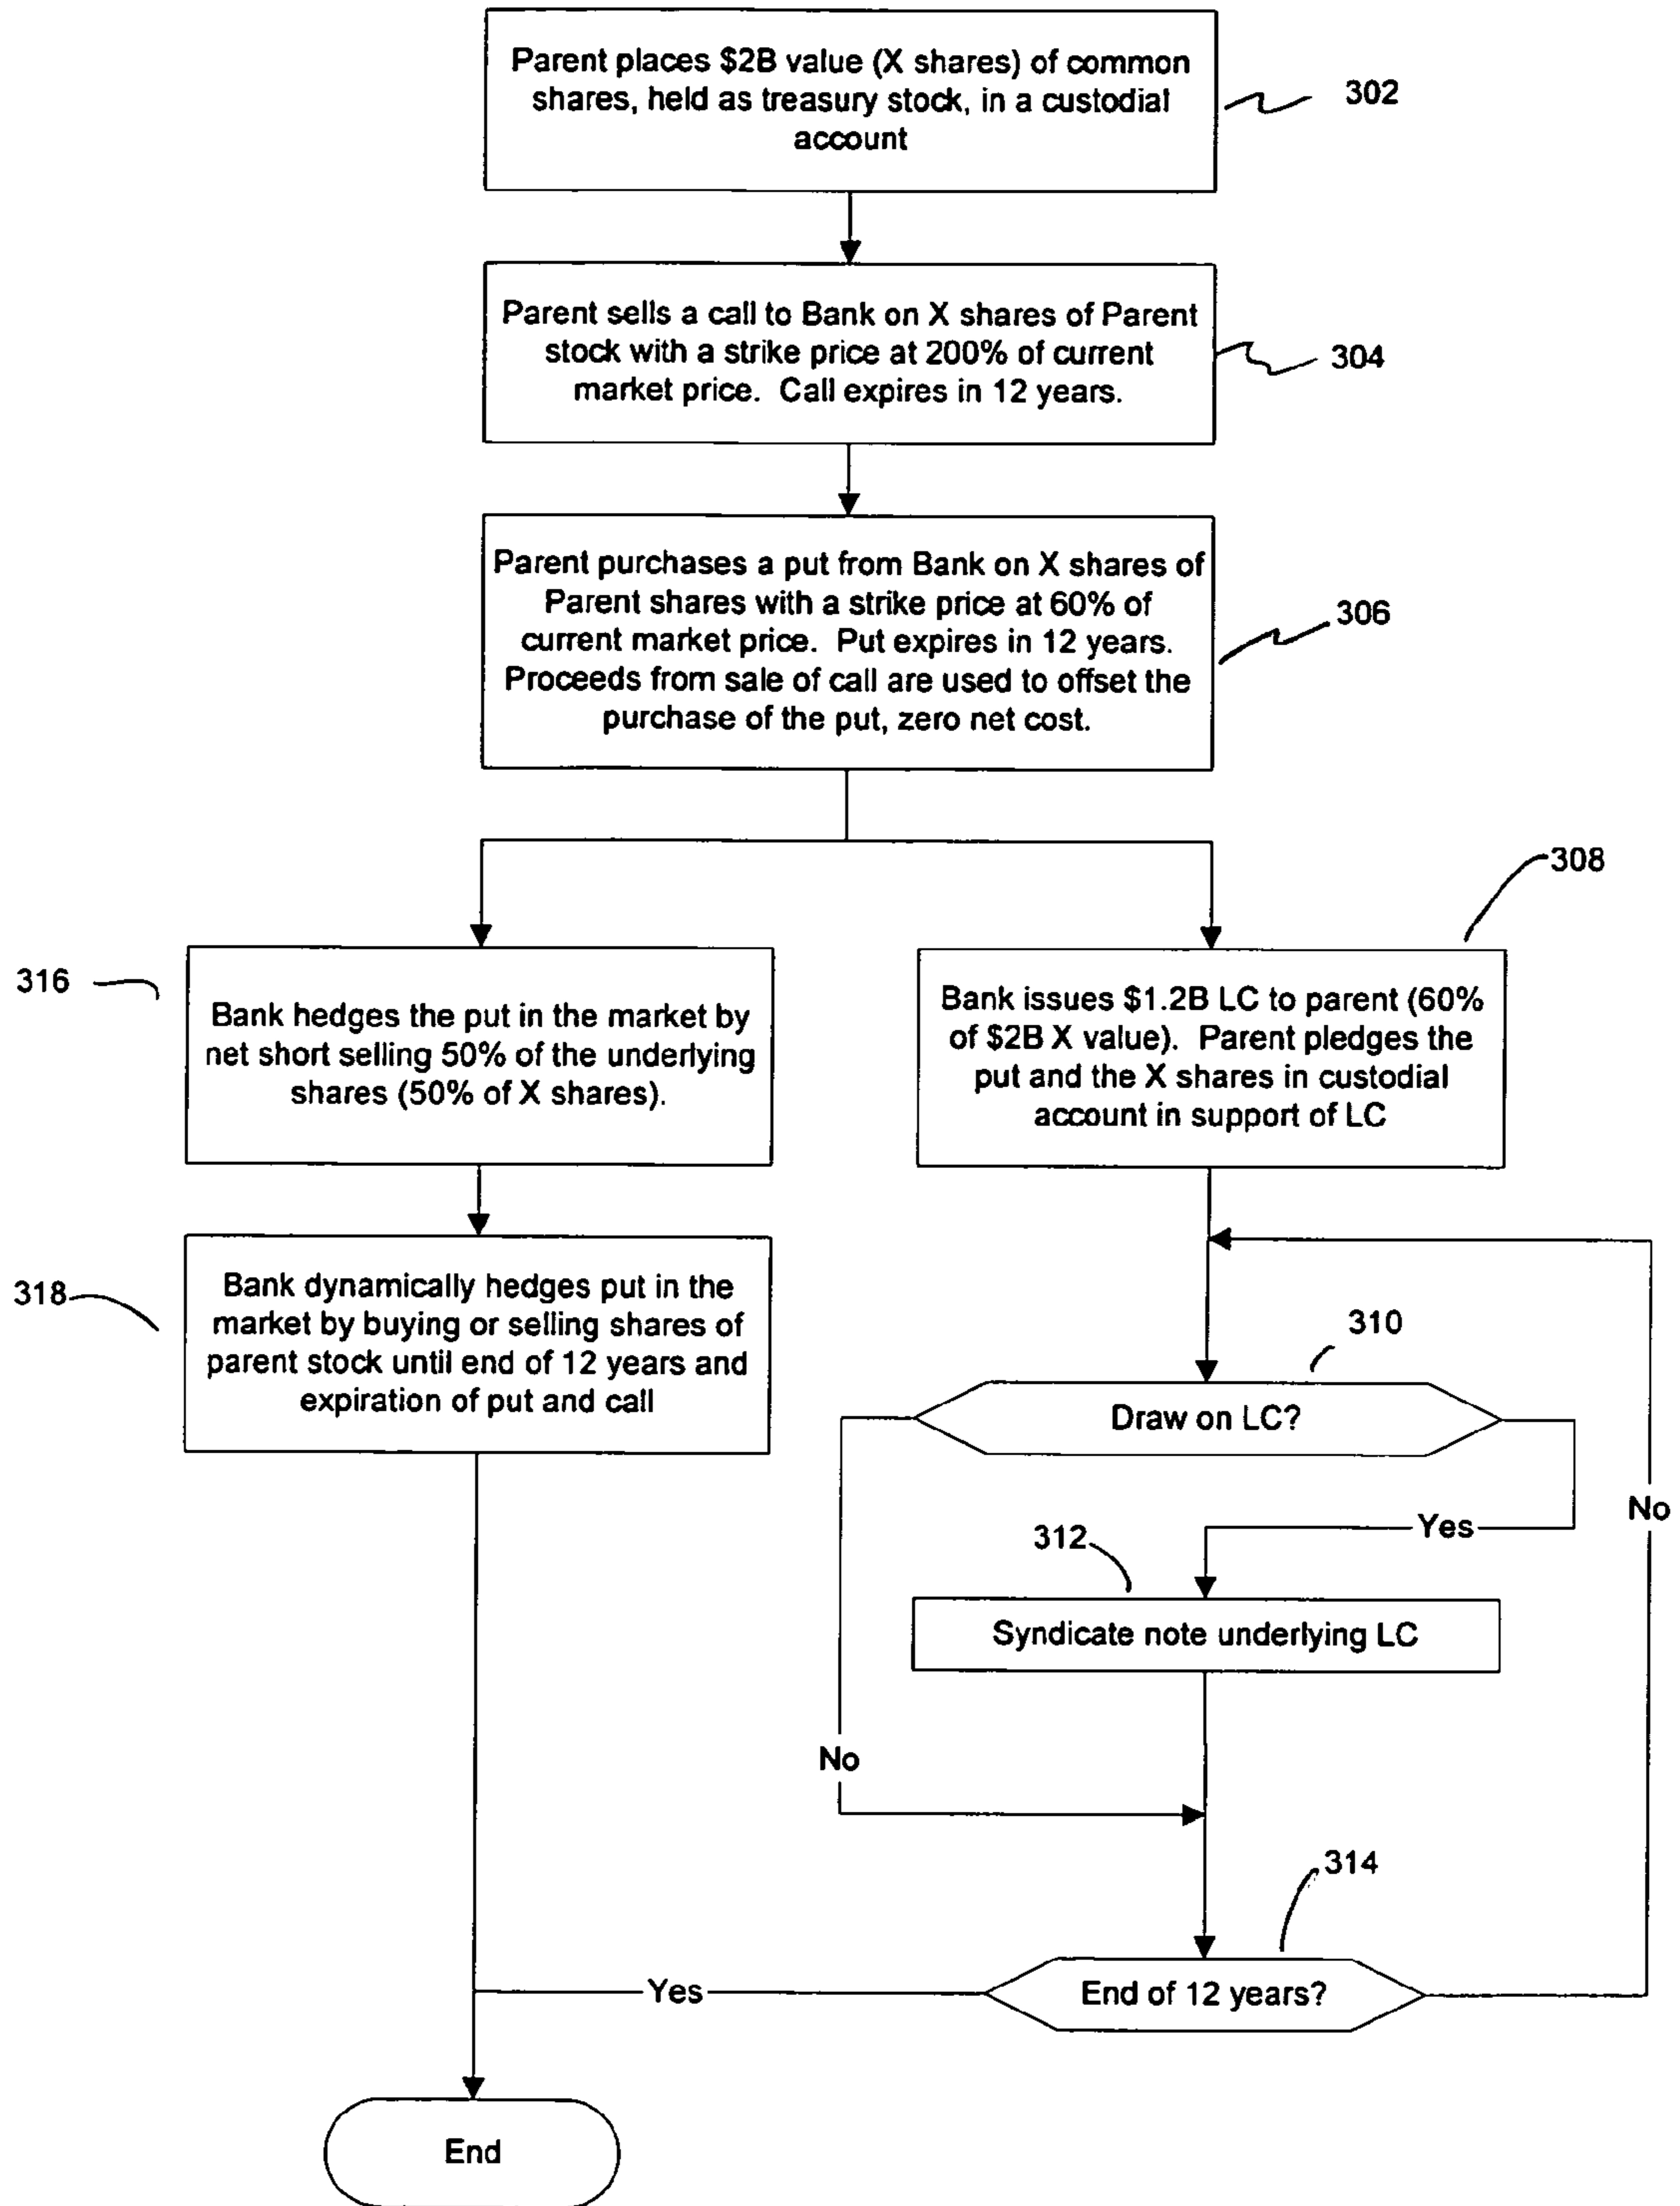 Parent places $2B value (X shares) of common
shares, held as treasury stock, in a custodial
account
302
Parent sells a call to Bank on X shares of Parent
stock with a strike price at 200% of current
market price. Call expires in 12 years.
304
Parent purchases a put from Bank on X shares of
Parent shares with a strike price at 60% of
current market price. Put expires in 12 years.
Proceeds from sale of call are used to offset the
purchase of the put, zero net cost.
306
308
316
Bank hedges the put in the market by
net short selling 50% of the underlying
shares (50% of X shares).
Bank issues $1.2B LC to parent (60%
of $2B X value). Parent pledges the
put and the X shares in custodial
account in support of LC
318
Bank dynamically hedges put in the
market by buying or selling shares of
parent stock until end of 12 years and
expiration of put and call
310
Draw on LC?
No
Yes
312
Syndicate note underlying LC
No
314
End of 12 years?
Yes
End